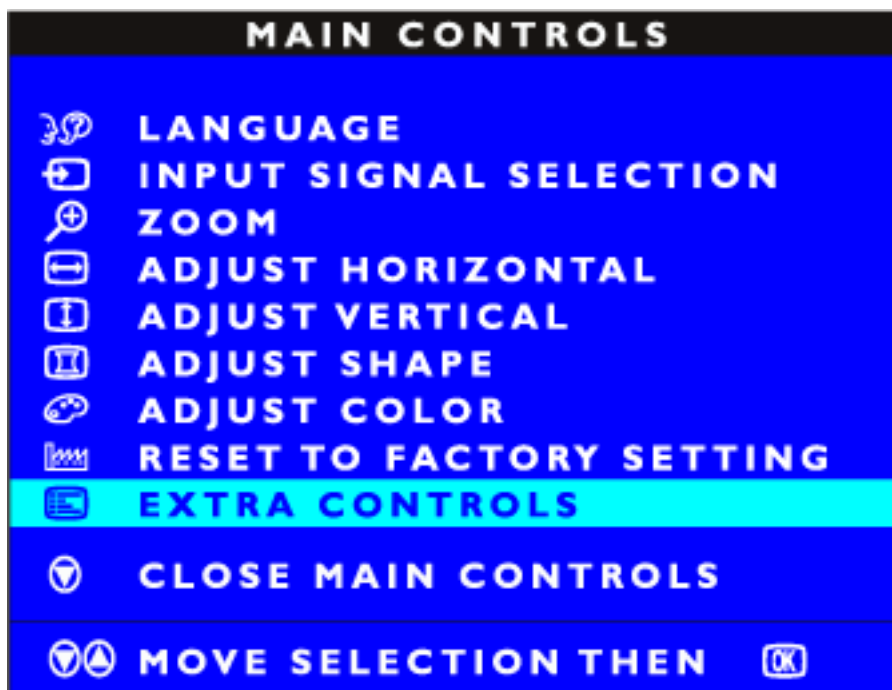 MAIN CONTROLS
LANGUAGE
INPUT SIGNAL SELECTION
ZOOM
ADJUST HORIZONTAL
ADJUST VERTICAL
ADJUST SHAPE
ADJUST COLOR
RESET TO FACTORY SETTING
EXTRA CONTROLS
CLOSE MAIN CONTROLS
MOVE SELECTION THEN OK